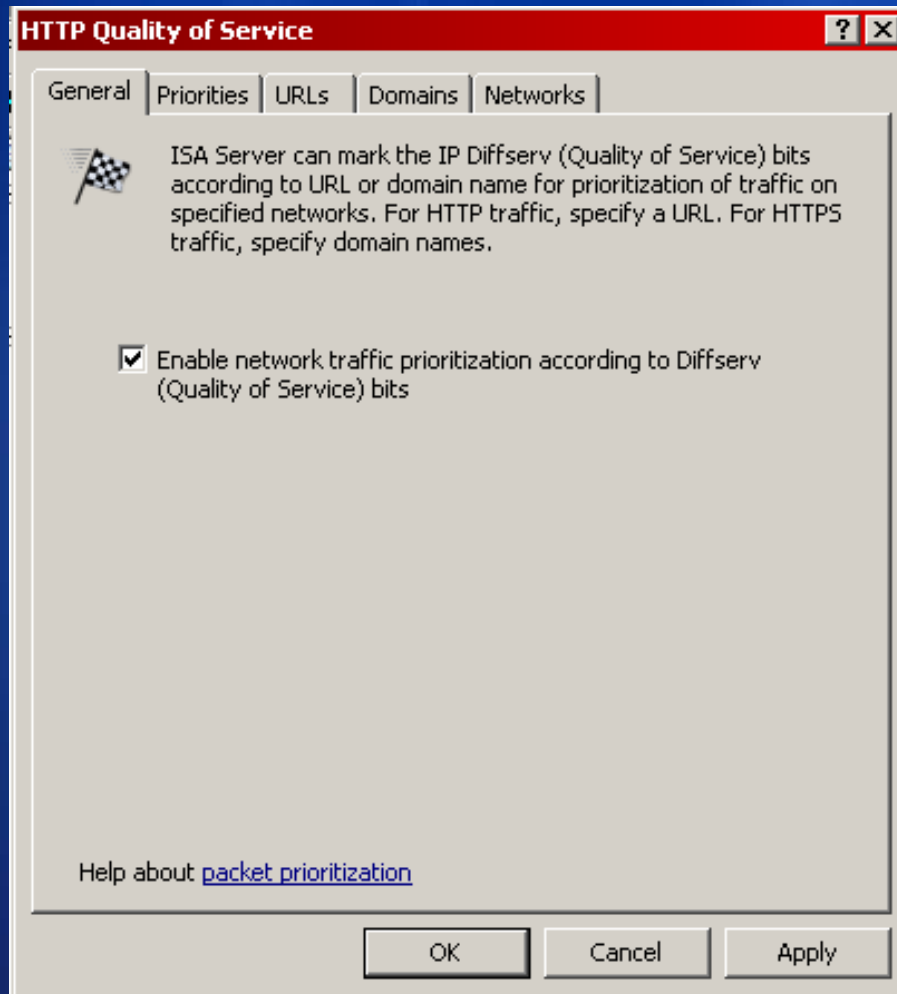 HTTP Quality of Service
General Priorities URLs Domains Networks
ISA Server can mark the IP Diffserv (Quality of Service) bits
according to URL or domain name for prioritization of traffic on
specified networks. For HTTP traffic, specify a URL. For HTTPS
traffic, specify domain names.
Enable network traffic prioritization according to Diffserv
(Quality of Service) bits
Help about packet prioritization
OK Cancel Apply